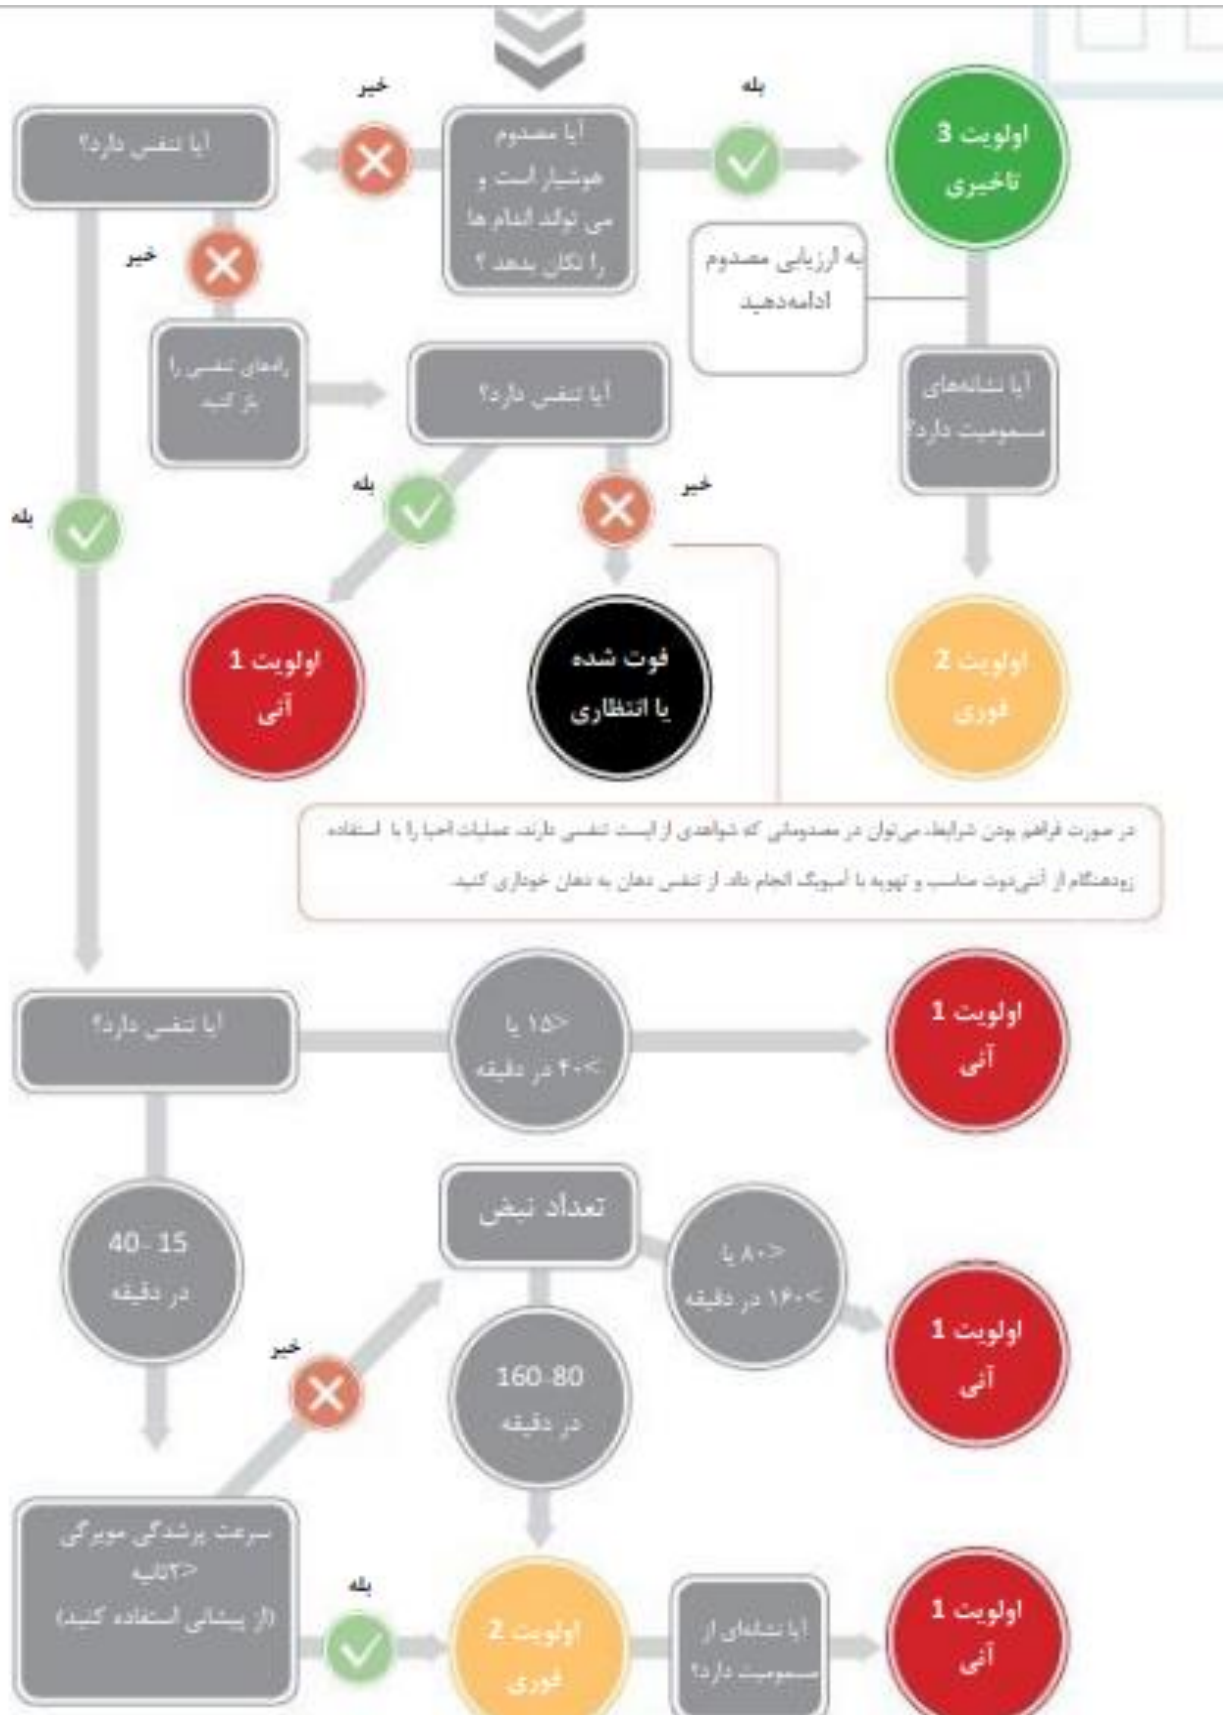 خیر
بله
آیا تنفس دارد؟
آیا مصدوم
هوشیار است و
می تواند اندام ها
را تکان بدهد ؟
اولویت 3
تاخیری
خیر
به ارزیابی مصدوم
ادامه‌دهید
راه‌های تنفسی را
باز کنید
آیا تنفس دارد؟
آیا نشانه‌های
مسمومیت دارد؟
بله
بله
خیر
اولویت 1
آنی
فوت شده
یا انتظاری
اولویت 2
فوری
در صورت فراهم بودن شرایط، می‌توان در مصدومانی که شواهدی از ایست تنفسی دارند، عملیات احیا را با استفاده
زودهنگام از آنتی‌دوت مناسب و تهویه با آمبوبگ انجام داد. از تنفس دهان به دهان خوداری کنید.
آیا تنفس دارد؟
<۱۵ یا
>۴۰ در دقیقه
اولویت 1
آنی
40- 15
در دقیقه
تعداد نبض
<۸۰ یا
>۱۶۰ در دقیقه
اولویت 1
آنی
خیر
160-80
در دقیقه
سرعت پرشدگی مویرگی
<۲ثانیه
(از پیشانی استفاده کنید)
بله
اولویت 2
فوری
آیا نشانه‌ای از
مسمومیت دارد؟
اولویت 1
آنی